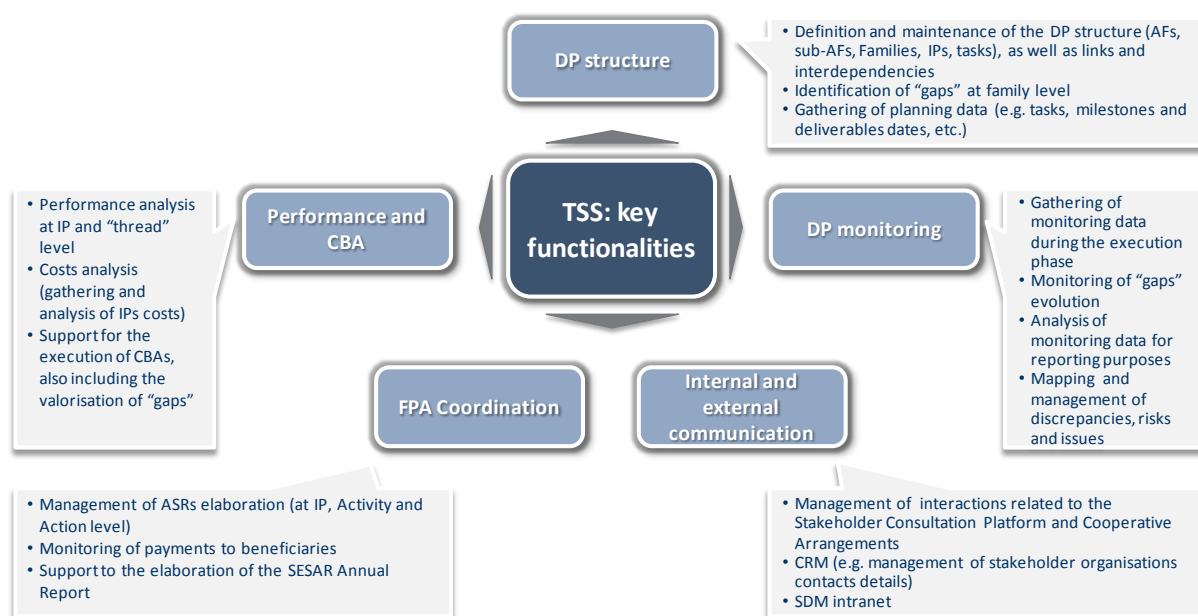 DP structure
• Definition and maintenance of the DP structure (AFs,
sub-AFs, Families, IPs, tasks), as well as links and
interdependencies
• Identification of “gaps” at family level
• Gathering of planning data (e.g. tasks, milestones and
deliverables dates, etc.)
• Performance analysis
at IP and “thread”
level
• Costs analysis
(gathering and
analysis of IPs costs)
• Support for the
execution of CBAs,
also including the
valorisation of “gaps”
Performance and
CBA
TSS: key
functionalities
DP monitoring
• Gathering of
monitoring data
during the execution
phase
• Monitoring of “gaps”
evolution
• Analysis of
monitoring data for
reporting purposes
• Mapping and
management of
discrepancies, risks
and issues
FPA Coordination
Internal and
external
communication
• Management of ASRs elaboration (at IP, Activity and
Action level)
• Monitoring of payments to beneficiaries
• Support to the elaboration of the SESAR Annual
Report
• Management of interactions related to the
Stakeholder Consultation Platform and Cooperative
Arrangements
• CRM (e.g. management of stakeholder organisations
contacts details)
• SDM intranet